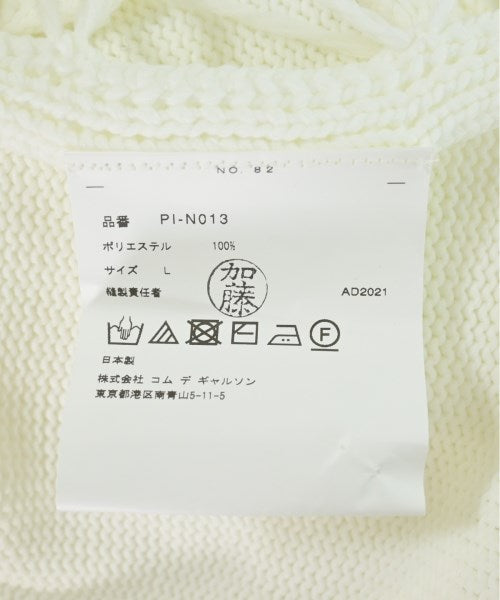 NO. 82
品番 PI-N013
ポリエステル 100%
サイズ L
加藤
縫製責任者 AD2021
F
日本製
株式会社 コム デ ギャルソン
東京都港区南青山5-11-5